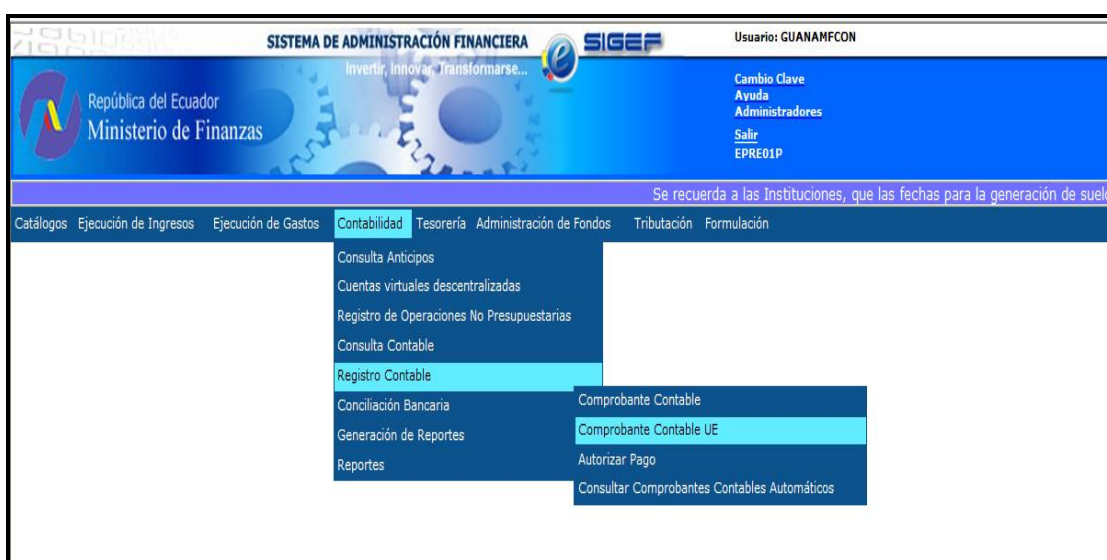 SISTEMA DE ADMINISTRACIÓN FINANCIERA
e SIGEF
Usuario: GUANAMFCON
Invertir, Innovar, Transformarse...
República del Ecuador
Ministerio de Finanzas
Cambio Clave
Ayuda
Administradores
Salir
EPRE01P
Se recuerda a las Instituciones, que las fechas para la generación de sueld
Catálogos Ejecución de Ingresos Ejecución de Gastos Contabilidad Tesorería Administración de Fondos Tributación Formulación
Consulta Anticipos
Cuentas virtuales descentralizadas
Registro de Operaciones No Presupuestarias
Consulta Contable
Registro Contable
Conciliación Bancaria
Generación de Reportes
Reportes
Comprobante Contable
Comprobante Contable UE
Autorizar Pago
Consultar Comprobantes Contables Automáticos